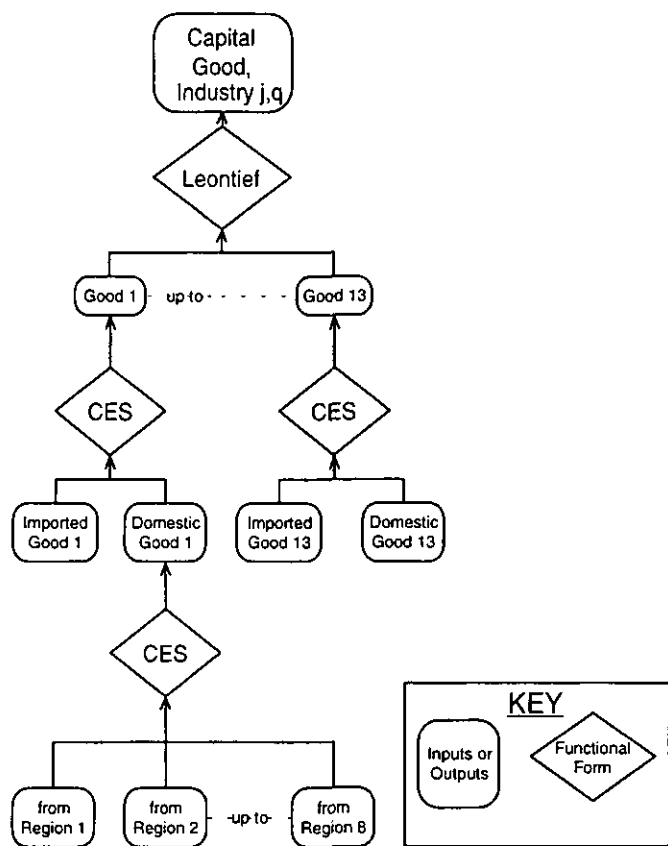 Capital
Good,
Industry j,q
Leontief
Good 1 up to Good 13
CES CES
Imported
Good 1
Domestic
Good 1
Imported
Good 13
Domestic
Good 13
CES
from
Region 1
from
Region 2
up to
from
Region 8
KEY
Inputs or
Outputs
Functional
Form